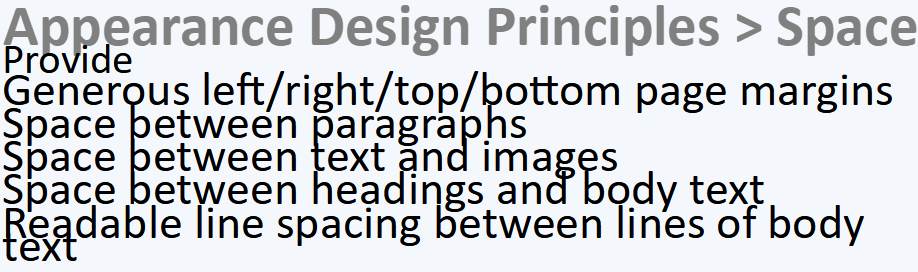 Appearance Design Principles > Space
Provide
Generous left/right/top/bottom page margins
Space between paragraphs
Space between text and images
Space between headings and body text
Readable line spacing between lines of body
text